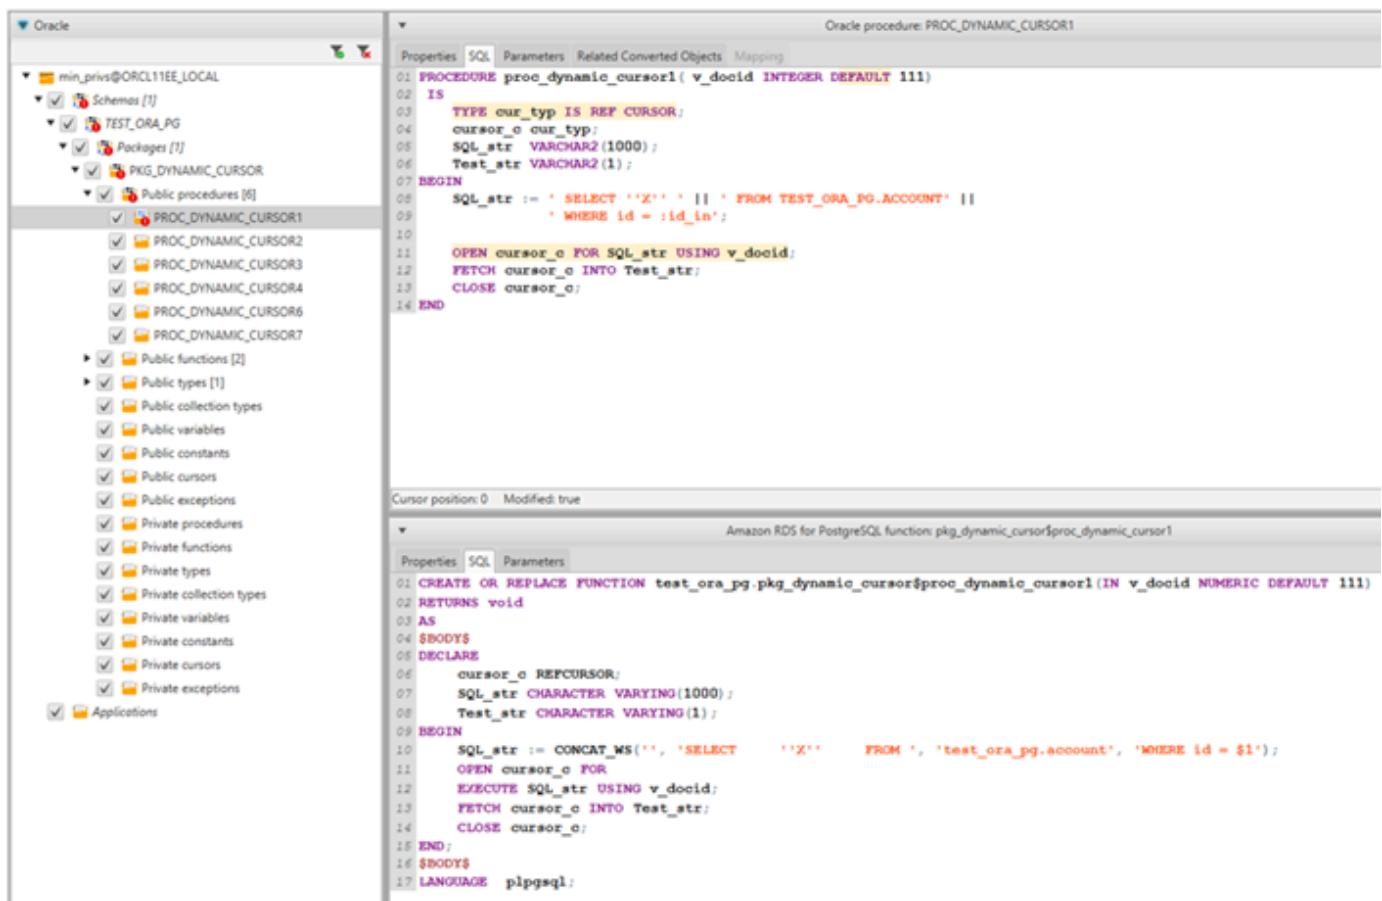 Oracle
min_privs@ORCL11EE_LOCAL
Schemas [1]
TEST_ORA_PG
Packages [1]
PKG_DYNAMIC_CURSOR
Public procedures [6]
PROC_DYNAMIC_CURSOR1
PROC_DYNAMIC_CURSOR2
PROC_DYNAMIC_CURSOR3
PROC_DYNAMIC_CURSOR4
PROC_DYNAMIC_CURSOR6
PROC_DYNAMIC_CURSOR7
Public functions [2]
Public types [1]
Public collection types
Public variables
Public constants
Public cursors
Public exceptions
Private procedures
Private functions
Private types
Private collection types
Private variables
Private constants
Private cursors
Private exceptions
Applications
Oracle procedure: PROC_DYNAMIC_CURSOR1
Properties SQL Parameters Related Converted Objects Mapping
01 PROCEDURE proc_dynamic_cursor1( v_docid INTEGER DEFAULT 111)
02 IS
03 TYPE cur_typ IS REF CURSOR;
04 cursor_c cur_typ;
05 SQL_str VARCHAR2(1000);
06 Test_str VARCHAR2(1);
07 BEGIN
08 SQL_str := ' SELECT ''X'' ' || ' FROM TEST_ORA_PG.ACCOUNT' ||
09 ' WHERE id = :id_in';
10
11 OPEN cursor_c FOR SQL_str USING v_docid;
12 FETCH cursor_c INTO Test_str;
13 CLOSE cursor_c;
14 END
Cursor position: 0 Modified: true
Amazon RDS for PostgreSQL function: pkg_dynamic_cursor$proc_dynamic_cursor1
Properties SQL Parameters
01 CREATE OR REPLACE FUNCTION test_ora_pg.pkg_dynamic_cursor$proc_dynamic_cursor1(IN v_docid NUMERIC DEFAULT 111)
02 RETURNS void
03 AS
04 $BODY$
05 DECLARE
06 cursor_c REFCURSOR;
07 SQL_str CHARACTER VARYING(1000);
08 Test_str CHARACTER VARYING(1);
09 BEGIN
10 SQL_str := CONCAT_WS('', 'SELECT ''X'' FROM ', 'test_ora_pg.account', 'WHERE id = $1');
11 OPEN cursor_c FOR
12 EXECUTE SQL_str USING v_docid;
13 FETCH cursor_c INTO Test_str;
14 CLOSE cursor_c;
15 END;
16 $BODY$
17 LANGUAGE plpgsql;